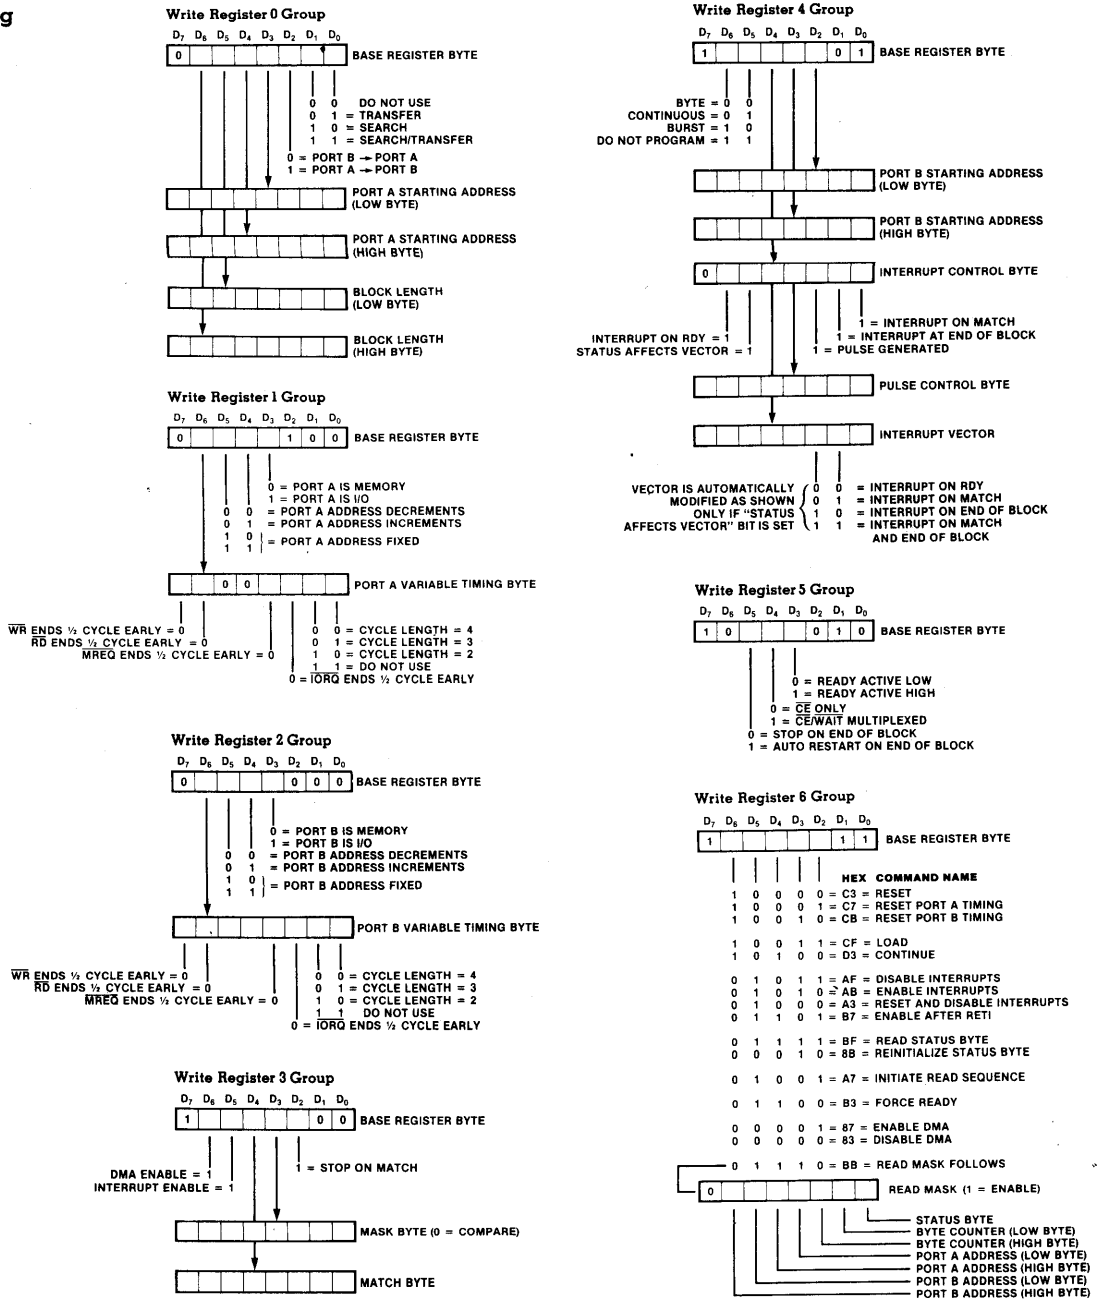 g
Write Register 0 Group
D7 D6 D5 D4 D3 D2 D1 D0
0 BASE REGISTER BYTE
0 0 DO NOT USE
0 1 = TRANSFER
1 0 = SEARCH
1 1 = SEARCH/TRANSFER
0 = PORT B → PORT A
1 = PORT A → PORT B
PORT A STARTING ADDRESS
(LOW BYTE)
PORT A STARTING ADDRESS
(HIGH BYTE)
BLOCK LENGTH
(LOW BYTE)
BLOCK LENGTH
(HIGH BYTE)
Write Register 1 Group
D7 D6 D5 D4 D3 D2 D1 D0
0 1 0 0 BASE REGISTER BYTE
0 = PORT A IS MEMORY
1 = PORT A IS I/O
0 0 = PORT A ADDRESS DECREMENTS
0 1 = PORT A ADDRESS INCREMENTS
1 0
1 1 } = PORT A ADDRESS FIXED
0 0 PORT A VARIABLE TIMING BYTE
WR ENDS ½ CYCLE EARLY = 0
RD ENDS ½ CYCLE EARLY = 0
MREQ ENDS ½ CYCLE EARLY = 0
0 0 = CYCLE LENGTH = 4
0 1 = CYCLE LENGTH = 3
1 0 = CYCLE LENGTH = 2
1 1 = DO NOT USE
0 = IORQ ENDS ½ CYCLE EARLY
Write Register 2 Group
D7 D6 D5 D4 D3 D2 D1 D0
0 0 0 0 BASE REGISTER BYTE
0 = PORT B IS MEMORY
1 = PORT B IS I/O
0 0 = PORT B ADDRESS DECREMENTS
0 1 = PORT B ADDRESS INCREMENTS
1 0
1 1 } = PORT B ADDRESS FIXED
PORT B VARIABLE TIMING BYTE
WR ENDS ½ CYCLE EARLY = 0
RD ENDS ½ CYCLE EARLY = 0
MREQ ENDS ½ CYCLE EARLY = 0
0 0 = CYCLE LENGTH = 4
0 1 = CYCLE LENGTH = 3
1 0 = CYCLE LENGTH = 2
1 1 DO NOT USE
0 = IORQ ENDS ½ CYCLE EARLY
Write Register 3 Group
D7 D6 D5 D4 D3 D2 D1 D0
1 0 0 BASE REGISTER BYTE
DMA ENABLE = 1
INTERRUPT ENABLE = 1
1 = STOP ON MATCH
MASK BYTE (0 = COMPARE)
MATCH BYTE
Write Register 4 Group
D7 D6 D5 D4 D3 D2 D1 D0
1 0 1 BASE REGISTER BYTE
BYTE = 0 0
CONTINUOUS = 0 1
BURST = 1 0
DO NOT PROGRAM = 1 1
PORT B STARTING ADDRESS
(LOW BYTE)
PORT B STARTING ADDRESS
(HIGH BYTE)
0 INTERRUPT CONTROL BYTE
INTERRUPT ON RDY = 1
STATUS AFFECTS VECTOR = 1
1 = INTERRUPT ON MATCH
1 = INTERRUPT AT END OF BLOCK
1 = PULSE GENERATED
PULSE CONTROL BYTE
INTERRUPT VECTOR
VECTOR IS AUTOMATICALLY
MODIFIED AS SHOWN
ONLY IF "STATUS
AFFECTS VECTOR" BIT IS SET
0 0 = INTERRUPT ON RDY
0 1 = INTERRUPT ON MATCH
1 0 = INTERRUPT ON END OF BLOCK
1 1 = INTERRUPT ON MATCH
AND END OF BLOCK
Write Register 5 Group
D7 D6 D5 D4 D3 D2 D1 D0
1 0 0 1 0 BASE REGISTER BYTE
0 = READY ACTIVE LOW
1 = READY ACTIVE HIGH
0 = CE ONLY
1 = CE/WAIT MULTIPLEXED
0 = STOP ON END OF BLOCK
1 = AUTO RESTART ON END OF BLOCK
Write Register 6 Group
D7 D6 D5 D4 D3 D2 D1 D0
1 1 1 BASE REGISTER BYTE
HEX COMMAND NAME
1 0 0 0 0 = C3 = RESET
1 0 0 0 1 = C7 = RESET PORT A TIMING
1 0 0 1 0 = CB = RESET PORT B TIMING
1 0 0 1 1 = CF = LOAD
1 0 1 0 0 = D3 = CONTINUE
0 1 0 1 1 = AF = DISABLE INTERRUPTS
0 1 0 1 0 = AB = ENABLE INTERRUPTS
0 1 0 0 0 = A3 = RESET AND DISABLE INTERRUPTS
0 1 1 0 1 = B7 = ENABLE AFTER RETI
0 1 1 1 1 = BF = READ STATUS BYTE
0 0 0 1 0 = 8B = REINITIALIZE STATUS BYTE
0 1 0 0 1 = A7 = INITIATE READ SEQUENCE
0 1 1 0 0 = B3 = FORCE READY
0 0 0 0 1 = 87 = ENABLE DMA
0 0 0 0 0 = 83 = DISABLE DMA
0 1 1 1 0 = BB = READ MASK FOLLOWS
0 READ MASK (1 = ENABLE)
STATUS BYTE
BYTE COUNTER (LOW BYTE)
BYTE COUNTER (HIGH BYTE)
PORT A ADDRESS (LOW BYTE)
PORT A ADDRESS (HIGH BYTE)
PORT B ADDRESS (LOW BYTE)
PORT B ADDRESS (HIGH BYTE)